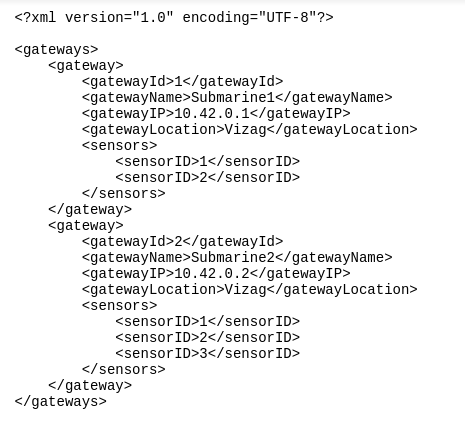 <?xml version="1.0" encoding="UTF-8"?>

<gateways>
    <gateway>
        <gatewayId>1</gatewayId>
        <gatewayName>Submarine1</gatewayName>
        <gatewayIP>10.42.0.1</gatewayIP>
        <gatewayLocation>Vizag</gatewayLocation>
        <sensors>
            <sensorID>1</sensorID>
            <sensorID>2</sensorID>
        </sensors>
    </gateway>
    <gateway>
        <gatewayId>2</gatewayId>
        <gatewayName>Submarine2</gatewayName>
        <gatewayIP>10.42.0.2</gatewayIP>
        <gatewayLocation>Vizag</gatewayLocation>
        <sensors>
            <sensorID>1</sensorID>
            <sensorID>2</sensorID>
            <sensorID>3</sensorID>
        </sensors>
    </gateway>
</gateways>